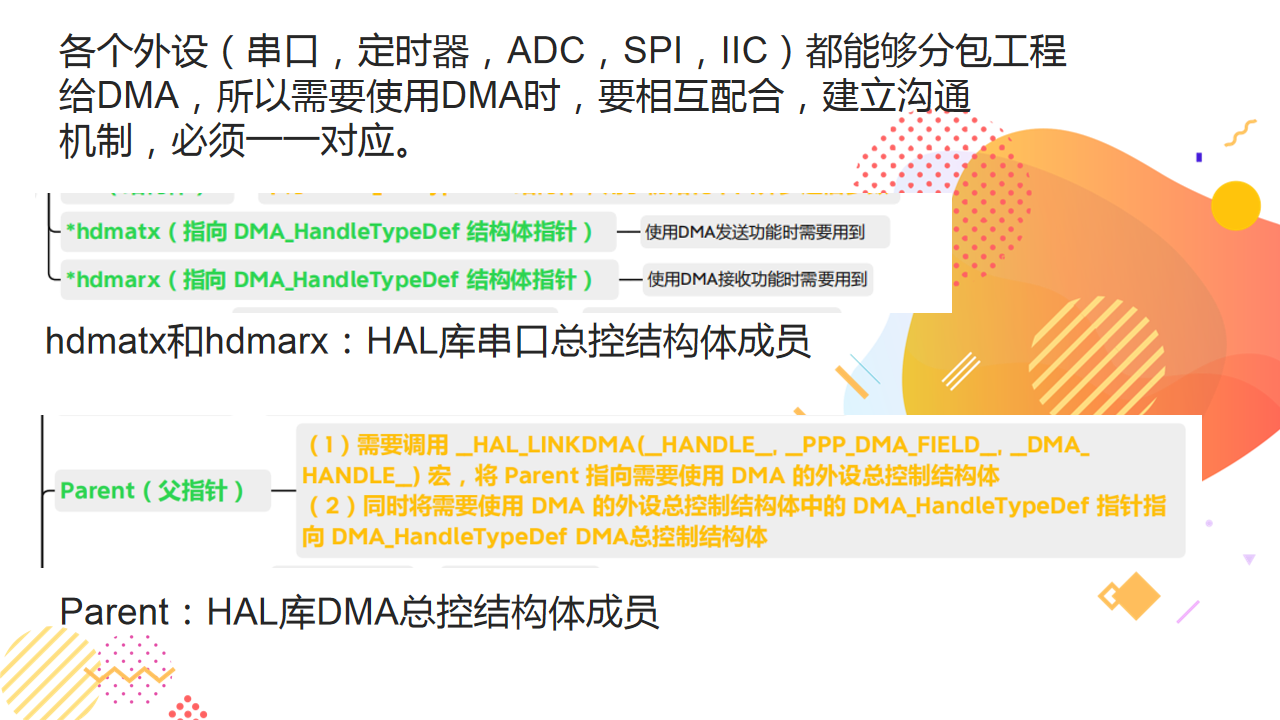 各个外设（串口，定时器，ADC，SPI，IIC）都能够分包工程
给DMA，所以需要使用DMA时，要相互配合，建立沟通
机制，必须一一对应。
*hdmatx（指向 DMA_HandleTypeDef 结构体指针）
使用DMA发送功能时需要用到
*hdmarx（指向 DMA_HandleTypeDef 结构体指针）
使用DMA接收功能时需要用到
hdmatx和hdmarx：HAL库串口总控结构体成员
（1）需要调用 __HAL_LINKDMA(__HANDLE__, __PPP_DMA_FIELD__, __DMA_
HANDLE__) 宏，将 Parent 指向需要使用 DMA 的外设总控制结构体
Parent（父指针）
（2）同时将需要使用 DMA 的外设总控制结构体中的 DMA_HandleTypeDef 指针指
向 DMA_HandleTypeDef DMA总控制结构体
Parent：HAL库DMA总控结构体成员